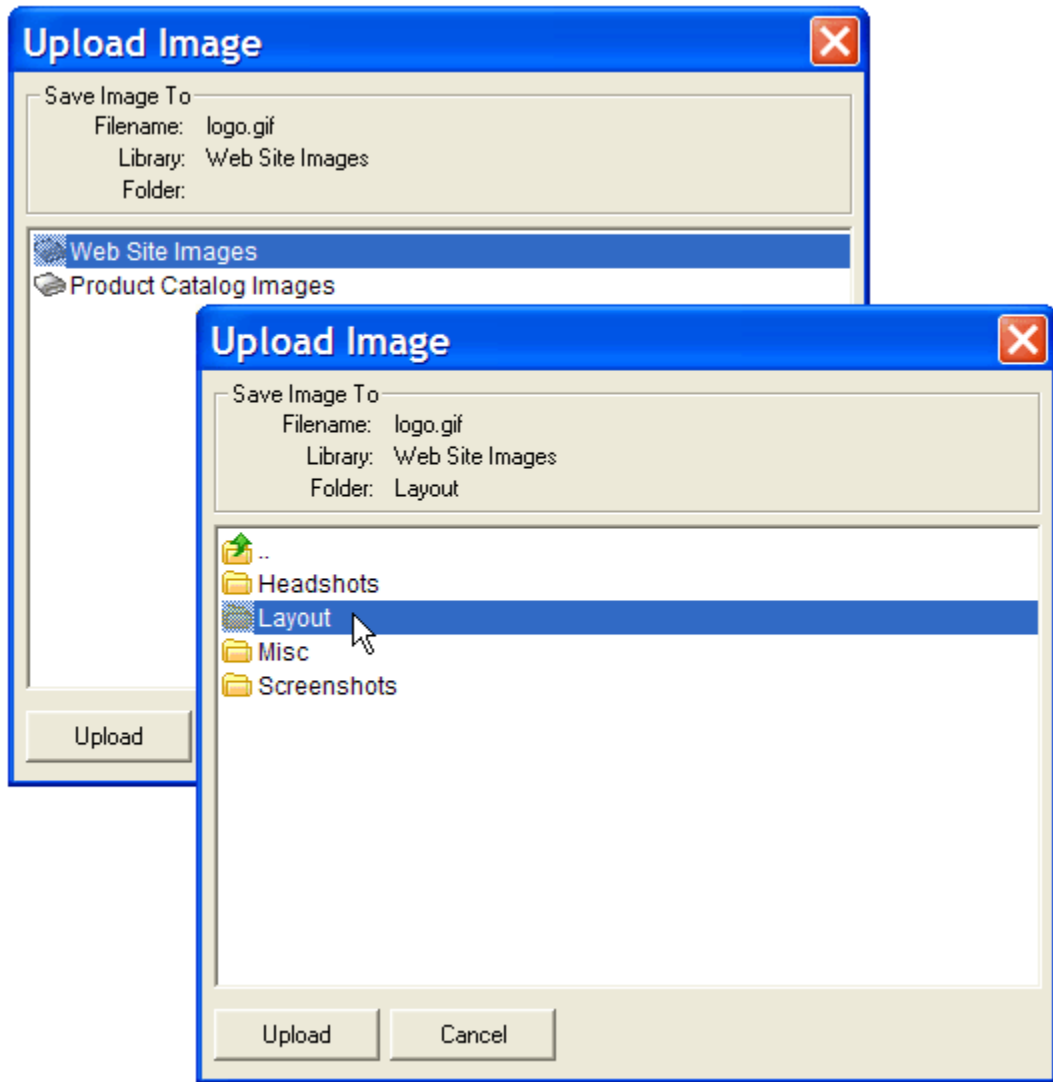 Upload Image
Save Image To
Filename: logo.gif
Library: Web Site Images
Folder:
Web Site Images
Product Catalog Images
Upload
Upload Image
Save Image To
Filename: logo.gif
Library: Web Site Images
Folder: Layout
..
Headshots
Layout
Misc
Screenshots
Upload Cancel